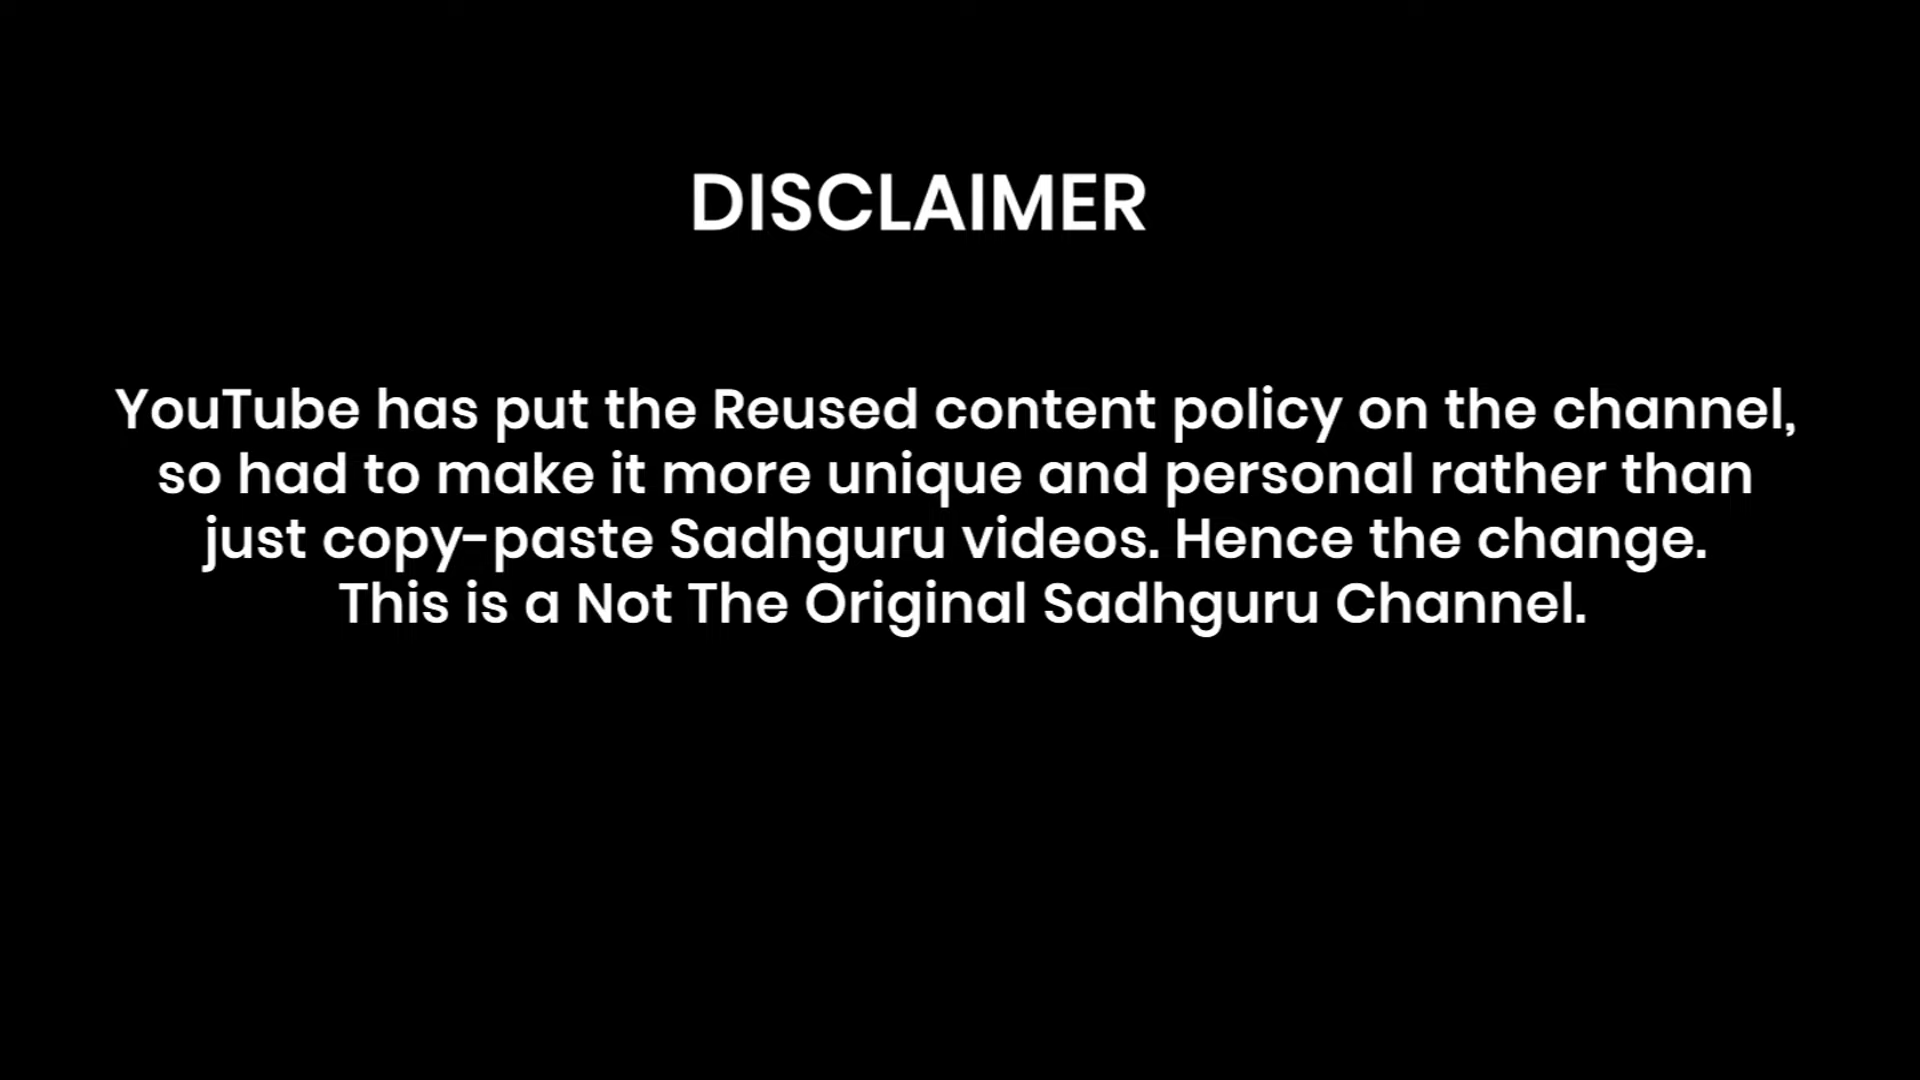 DISCLAIMER
YouTube has put the Reused content policy on the channel,
so had to make it more unique and personal rather than
just copy-paste Sadhguru videos. Hence the change.
This is a Not The Original Sadhguru Channel.